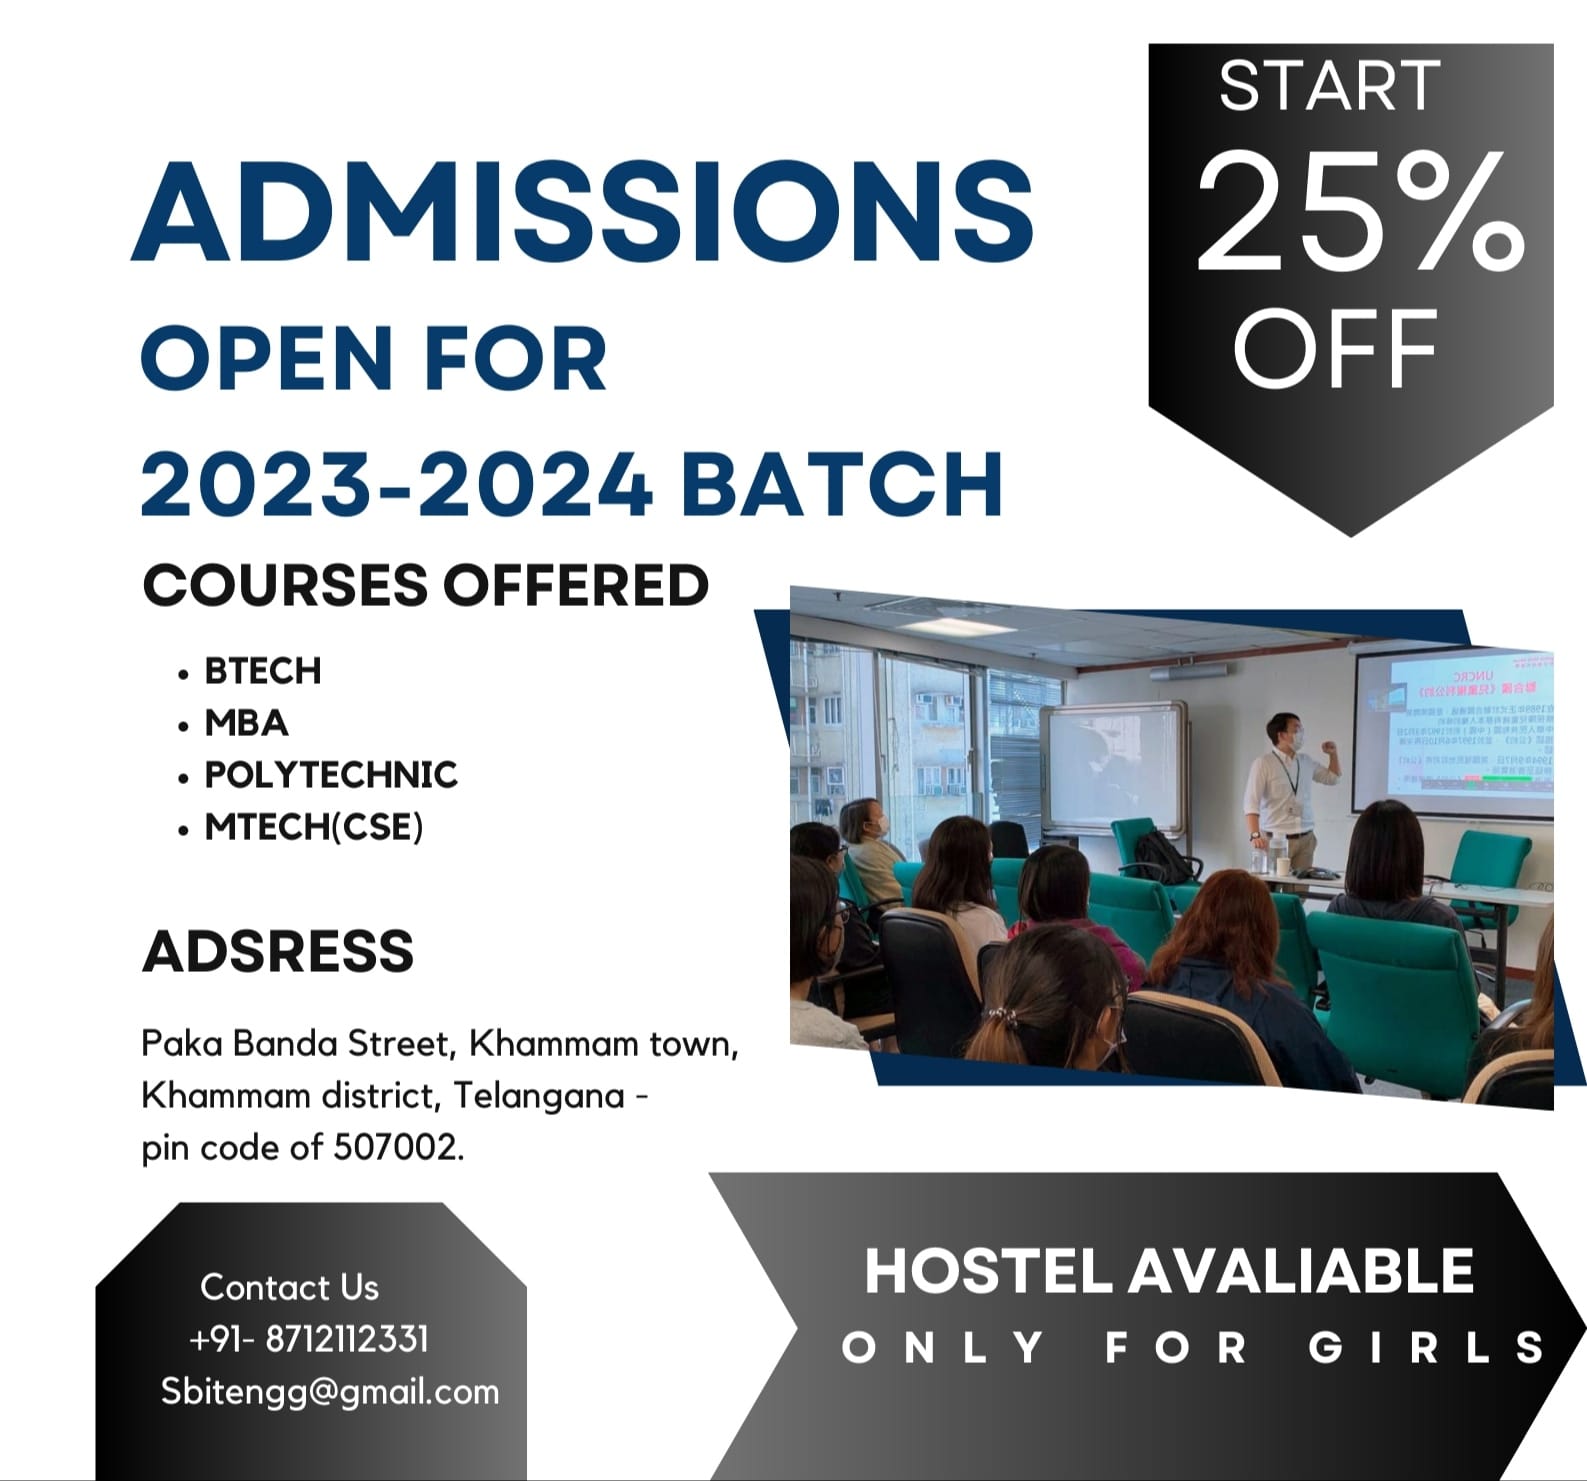 START
25%
OFF
ADMISSIONS
OPEN FOR
2023-2024 BATCH
COURSES OFFERED
• BTECH
• MBA
• POLYTECHNIC
• MTECH(CSE)
UNCRC
ADSRESS
Paka Banda Street, Khammam town,
Khammam district, Telangana -
pin code of 507002.
Contact Us
+91- 8712112331
Sbitengg@gmail.com
HOSTEL AVALIABLE
ONLY FOR GIRLS